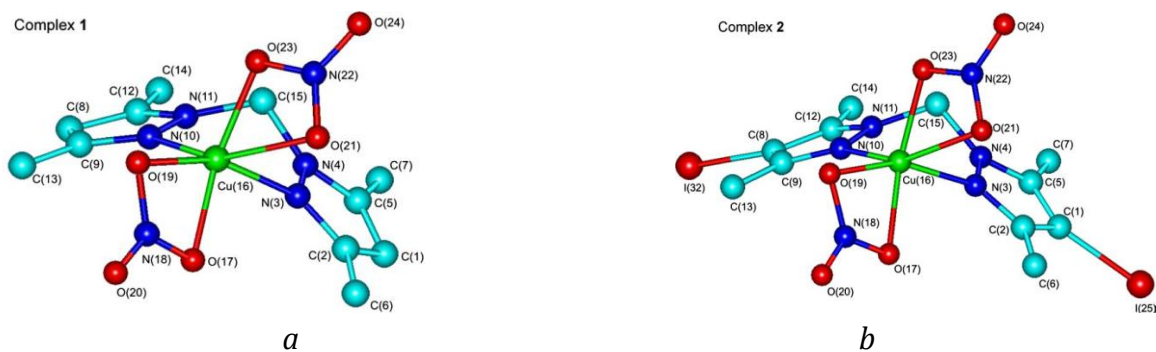 Complex 1
O(24)
O(23)
C(14)
N(22)
C(12)
N(11)
C(15)
C(8)
N(10)
O(21)
C(9)
N(4)
C(7)
C(13)
O(19)
Cu(16)
N(3)
C(5)
N(18)
O(17)
C(2)
C(1)
O(20)
C(6)
a
Complex 2
O(24)
O(23)
N(22)
C(14)
N(11)
C(12)
C(15)
O(21)
C(8)
N(10)
N(4)
C(7)
I(32)
C(9)
O(19)
Cu(16)
N(3)
C(5)
C(13)
C(1)
N(18)
C(2)
O(17)
O(20)
C(6)
I(25)
b